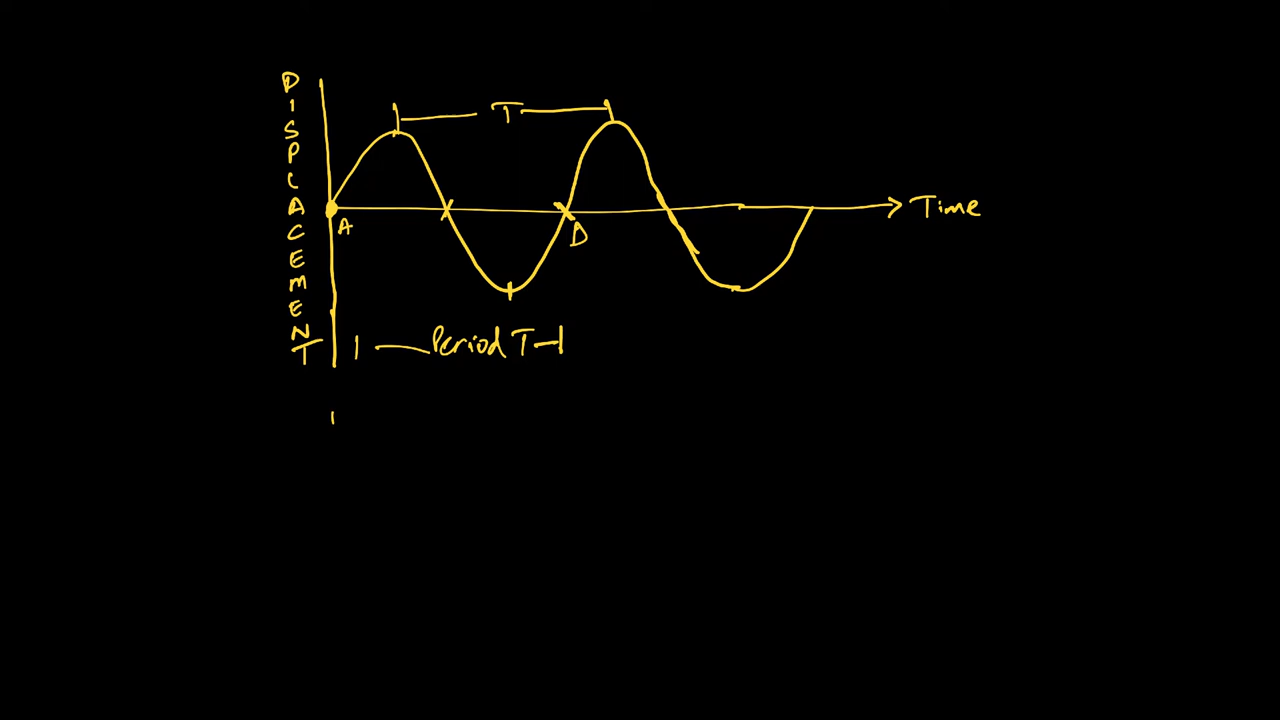 DISPLACEMENT
T
Time
A
D
Period T